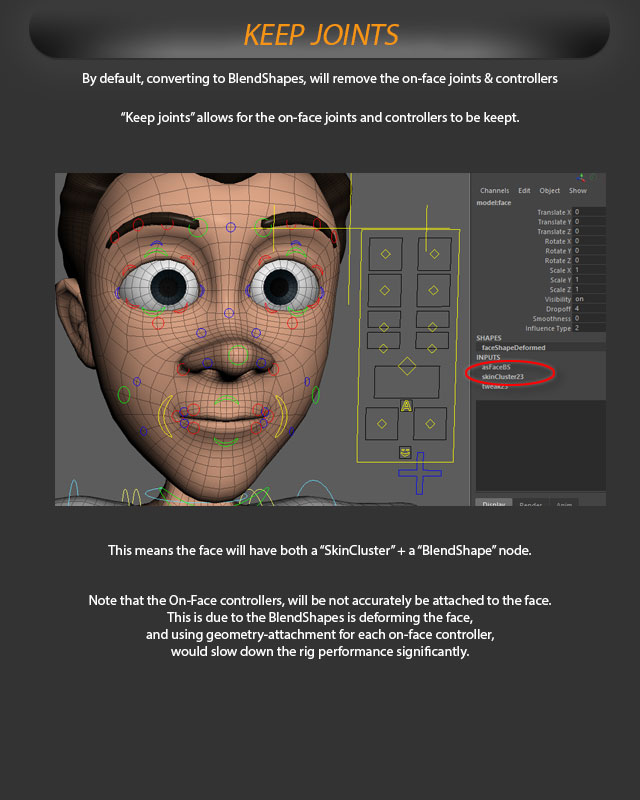 KEEP JOINTS
By default, converting to BlendShapes, will remove the on-face joints & controllers
“Keep joints” allows for the on-face joints and controllers to be keept.
Channels Edit Object Show
model:face
Translate X 0
Translate Y 0
Translate Z 0
Rotate X 0
Rotate Y 0
Rotate Z 0
Scale X 1
Scale Y 1
Scale Z 1
Visibility on
Dropoff 4
Smoothness 0
Influence Type 2
SHAPES
faceShapeDeformed
INPUTS
asFaceBS
skinCluster23
tweak23
A
Display Render Anim
This means the face will have both a “SkinCluster” + a “BlendShape” node.
Note that the On-Face controllers, will be not accurately be attached to the face.
This is due to the BlendShapes is deforming the face,
and using geometry-attachment for each on-face controller,
would slow down the rig performance significantly.